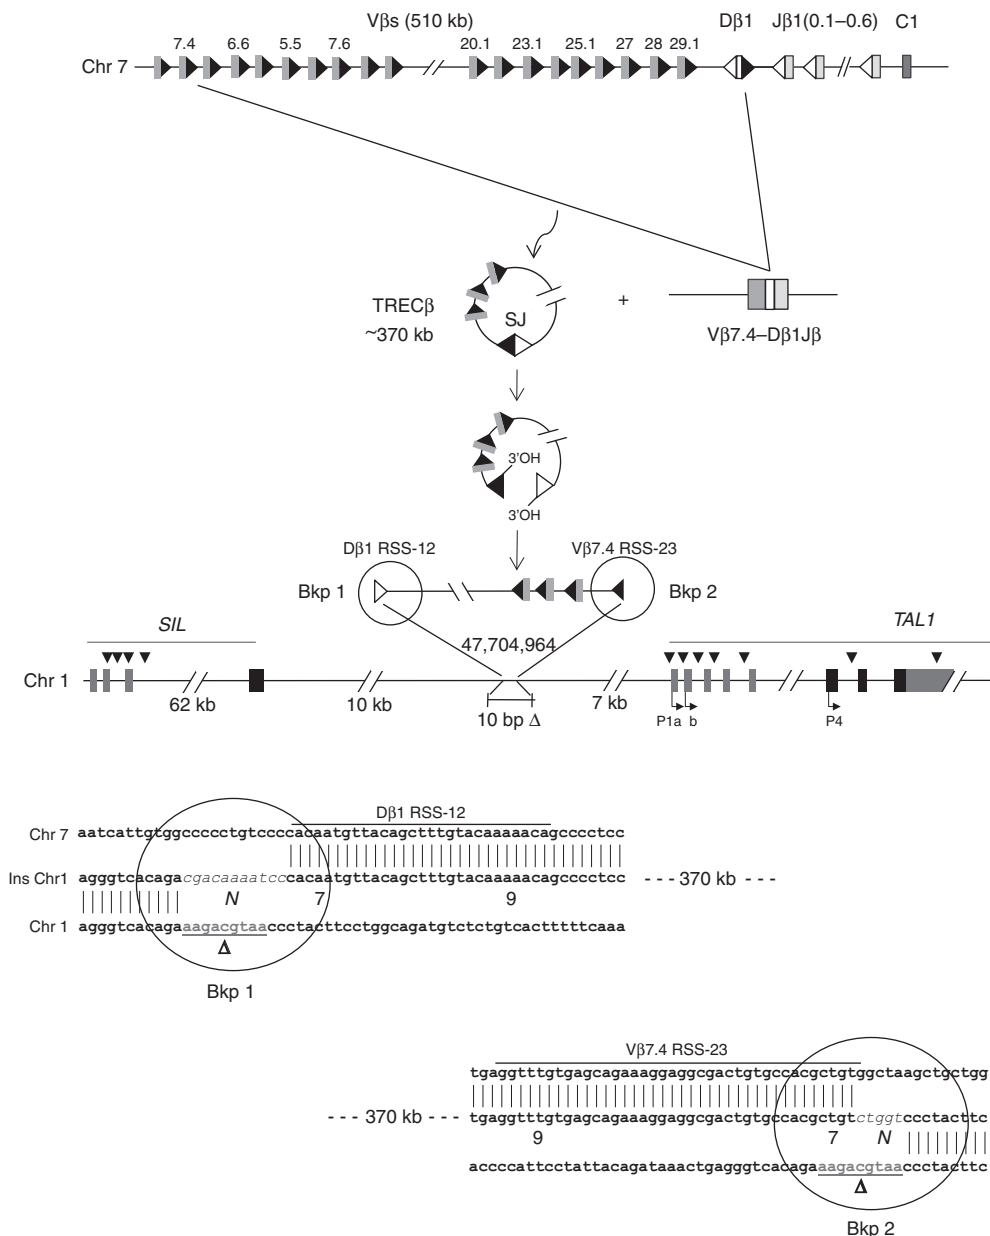 Vβs (510 kb) Dβ1 Jβ1(0.1–0.6) C1
7.4 6.6 5.5 7.6 20.1 23.1 25.1 27 28 29.1
Chr 7
TRECβ
~370 kb
SJ
+
Vβ7.4–Dβ1Jβ
3'OH
3'OH
Dβ1 RSS-12 Vβ7.4 RSS-23
Bkp 1 Bkp 2
SIL 47,704,964 TAL1
Chr 1
62 kb 10 kb 10 bp Δ 7 kb P1a b P4
Dβ1 RSS-12
Chr 7 aatcattgtggccccctgtccccacaatgttacagctttgtacaaaaacagcccctcc
Ins Chr1 agggtcacagacgacaaaatcccacaatgttacagctttgtacaaaaacagcccctcc - - - 370 kb - - -
N 7 9
Chr 1 agggtcacagaaagacgtaaccctacttcctggcagatgtctctgtcactttttcaaa
Δ
Bkp 1
Vβ7.4 RSS-23
tgaggtttgtgagcagaaaggaggcgactgtgccacgctgtggctaagctgctgg
- - - 370 kb - - - tgaggtttgtgagcagaaaggaggcgactgtgccacgctgtctggtccctacttc
9 7 N
accccattcctattacagataaactgagggtcacagaaagacgtaaccctacttc
Δ
Bkp 2